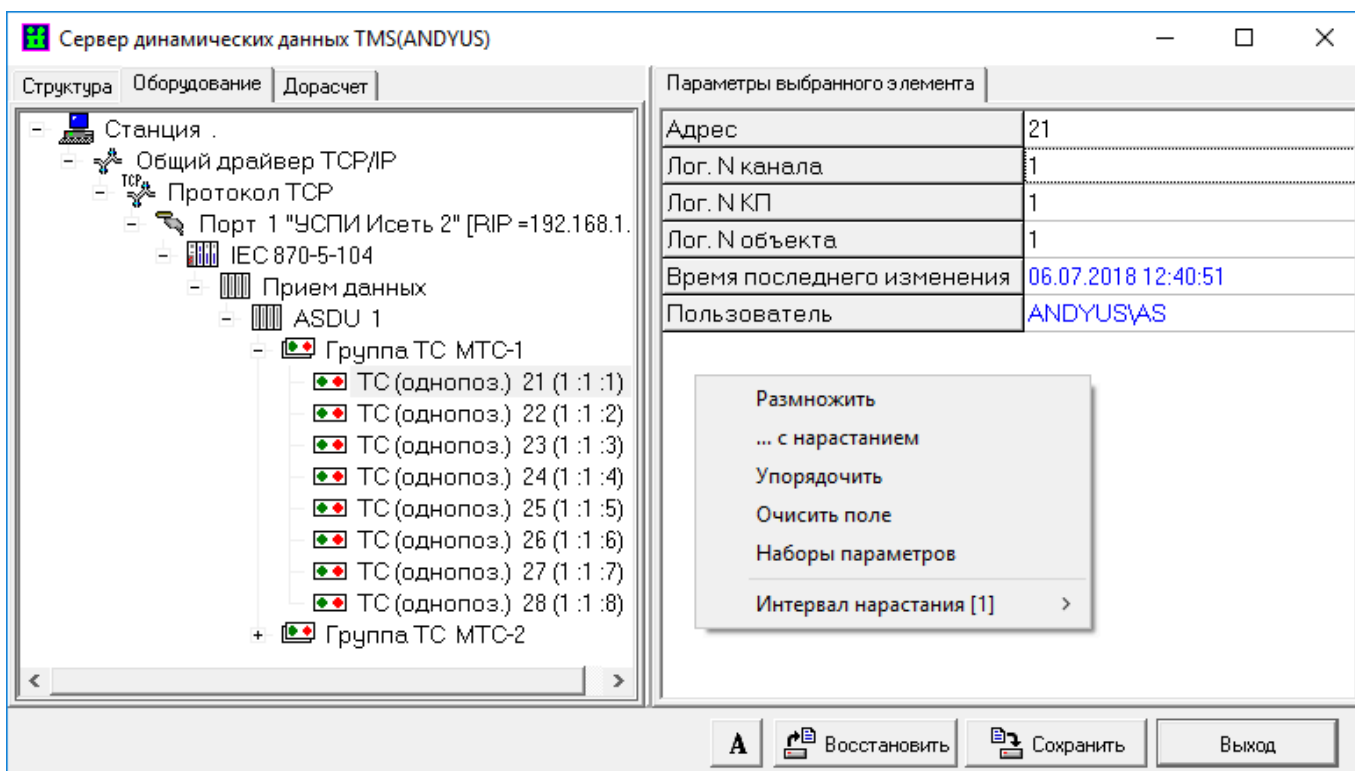 Сервер динамических данных TMS(ANDYUS)
Структура Оборудование Дорасчет
Станция .
Общий драйвер TCP/IP
TCP Протокол TCP
Порт 1 "УСПИ Исеть 2" [RIP =192.168.1.
IEC 870-5-104
Прием данных
ASDU 1
Группа ТС МТС-1
ТС (однопоз.) 21 (1 :1 :1)
ТС (однопоз.) 22 (1 :1 :2)
ТС (однопоз.) 23 (1 :1 :3)
ТС (однопоз.) 24 (1 :1 :4)
ТС (однопоз.) 25 (1 :1 :5)
ТС (однопоз.) 26 (1 :1 :6)
ТС (однопоз.) 27 (1 :1 :7)
ТС (однопоз.) 28 (1 :1 :8)
Группа ТС МТС-2
Параметры выбранного элемента
Адрес 21
Лог. N канала 1
Лог. N КП 1
Лог. N объекта 1
Время последнего изменения 06.07.2018 12:40:51
Пользователь ANDYUS\AS
Размножить
... с нарастанием
Упорядочить
Очисить поле
Наборы параметров
Интервал нарастания [1]
A Восстановить Сохранить Выход